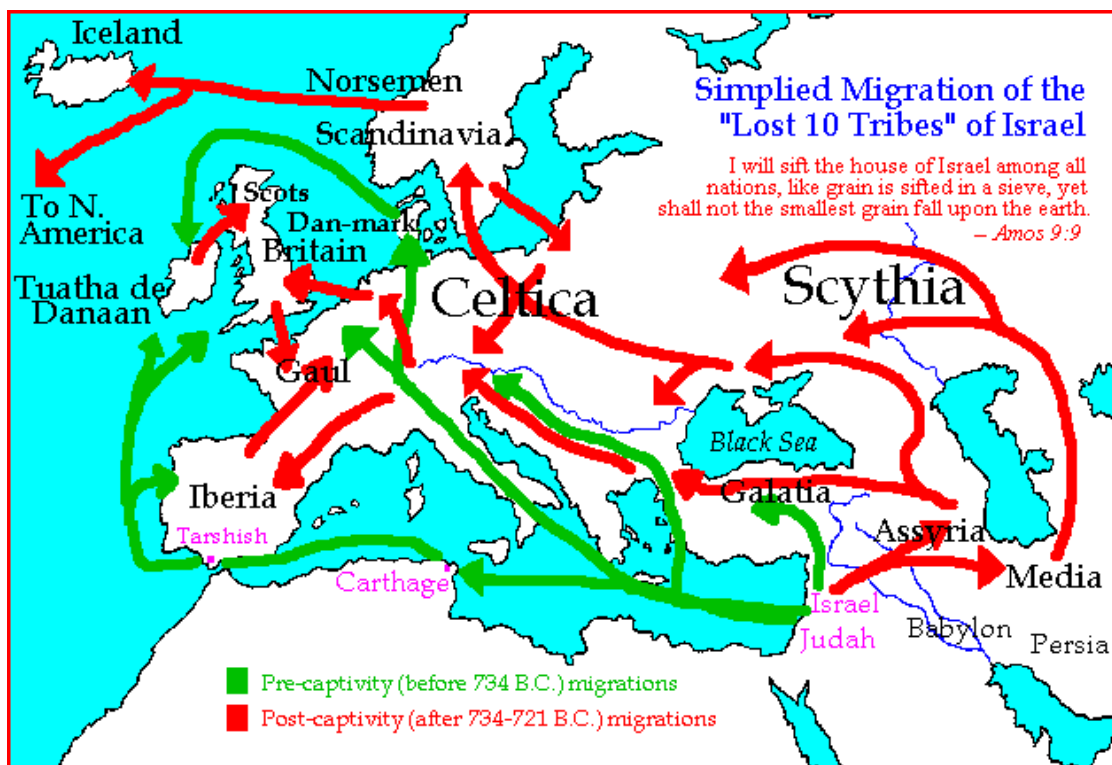 Iceland
Norsemen
Scandinavia
Simplied Migration of the
"Lost 10 Tribes" of Israel
I will sift the house of Israel among all
nations, like grain is sifted in a sieve, yet
shall not the smallest grain fall upon the earth.
– Amos 9:9
To N.
America
Scots
Dan-mark
Britain
Tuatha de
Danaan
Celtica
Scythia
Gaul
Black Sea
Iberia
Galatia
Tarshish
Assyria
Carthage
Media
Israel
Judah
Babylon
Persia
Pre-captivity (before 734 B.C.) migrations
Post-captivity (after 734-721 B.C.) migrations